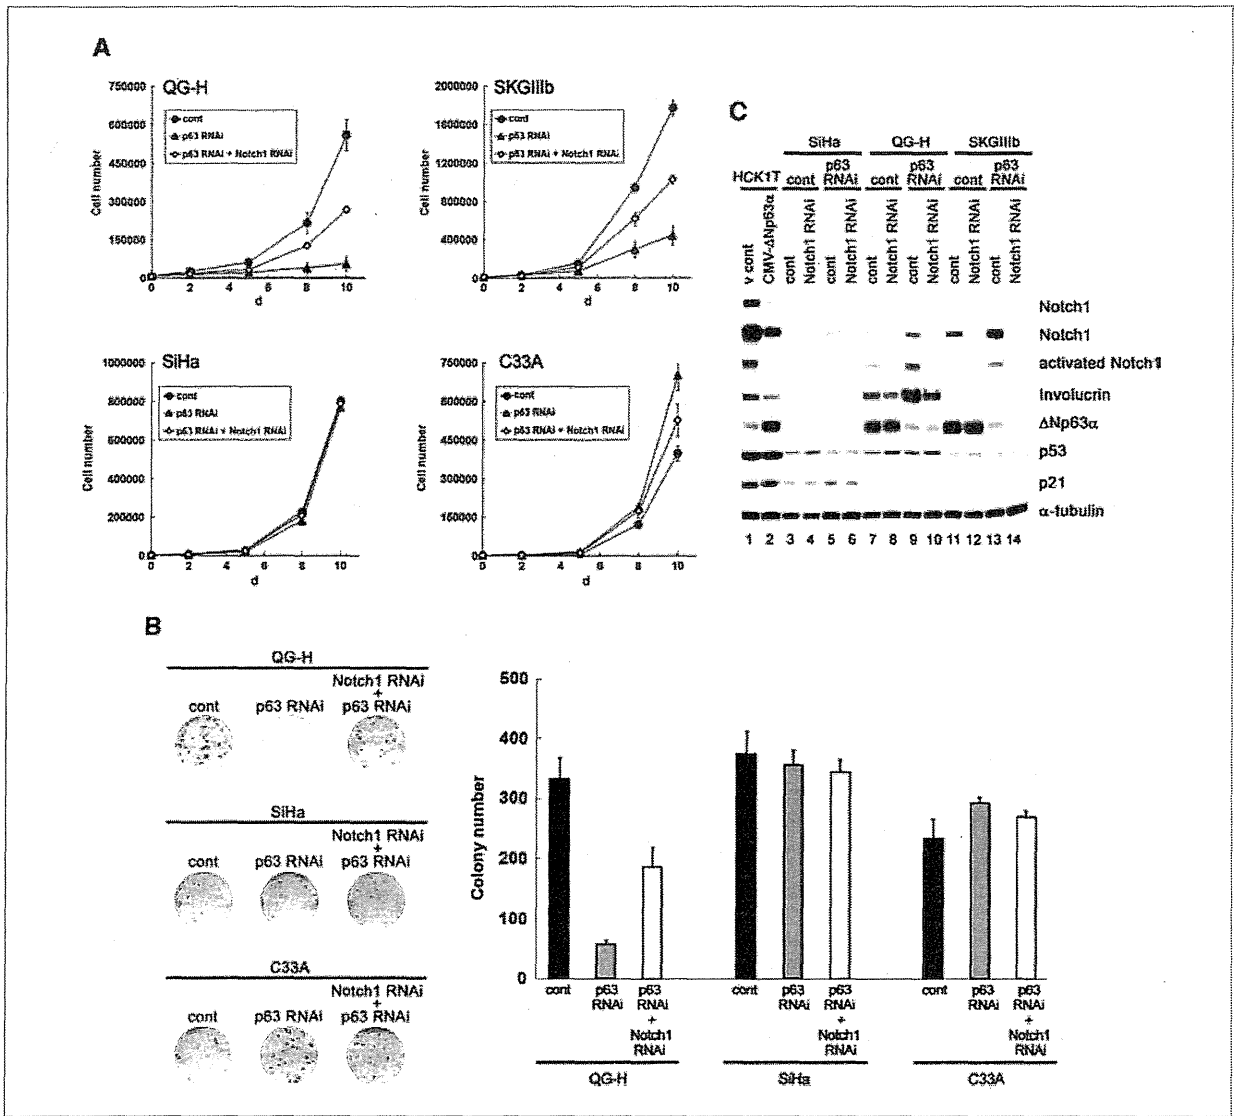 A
QG-H
750000
600000
450000
300000
150000
0
Cell number
cont
p63 RNAi
p63 RNAi + Notch1 RNAi
0 2 4 6 8 10
d
SKGIIIb
2000000
1600000
1200000
800000
400000
0
Cell number
cont
p63 RNAi
p63 RNAi + Notch1 RNAi
0 2 4 6 8 10
d
SiHa
1000000
800000
600000
400000
200000
0
Cell number
cont
p63 RNAi
p63 RNAi + Notch1 RNAi
0 2 4 6 8 10
d
C33A
750000
600000
450000
300000
150000
0
Cell number
cont
p63 RNAi
p63 RNAi + Notch1 RNAi
0 2 4 6 8 10
d
C
SiHa QG-H SKGIIIb
HCK1T cont p63 RNAi cont p63 RNAi cont p63 RNAi
v cont
CMV-ΔNp63α
cont
Notch1 RNAi
cont
Notch1 RNAi
cont
Notch1 RNAi
cont
Notch1 RNAi
cont
Notch1 RNAi
cont
Notch1 RNAi
Notch1
Notch1
activated Notch1
Involucrin
ΔNp63α
p53
p21
α-tubulin
1 2 3 4 5 6 7 8 9 10 11 12 13 14
B
QG-H
cont
p63 RNAi
Notch1 RNAi
+
p63 RNAi
SiHa
cont
p63 RNAi
Notch1 RNAi
+
p63 RNAi
C33A
cont
p63 RNAi
Notch1 RNAi
+
p63 RNAi
Colony number
500
400
300
200
100
0
cont
p63
RNAi
p63
RNAi
+
Notch1
RNAi
QG-H
cont
p63
RNAi
p63
RNAi
+
Notch1
RNAi
SiHa
cont
p63
RNAi
p63
RNAi
+
Notch1
RNAi
C33A